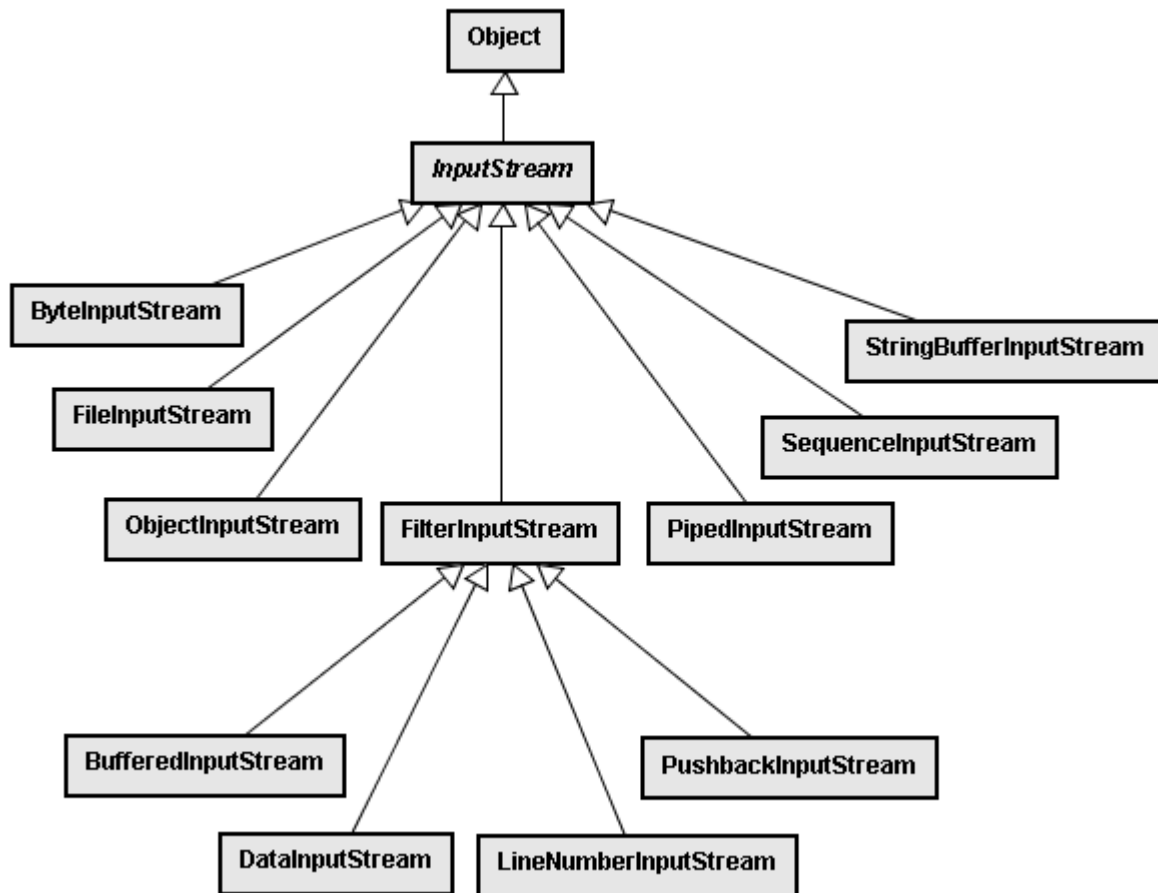 Object
InputStream
ByteInputStream
StringBufferInputStream
FileInputStream
SequenceInputStream
ObjectInputStream
FilterInputStream
PipedInputStream
BufferedInputStream
PushbackInputStream
DataInputStream
LineNumberInputStream